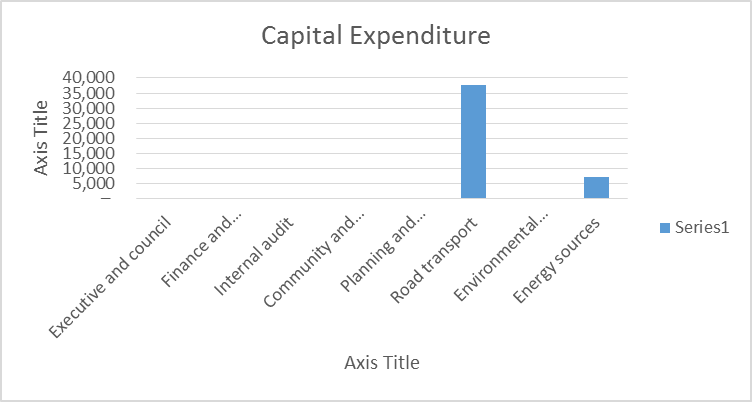 Capital Expenditure
Axis Title
40,000
35,000
30,000
25,000
20,000
15,000
10,000
5,000
–
Executive and council
Finance and...
Internal audit
Community and...
Planning and...
Road transport
Environmental...
Energy sources
Series1
Axis Title